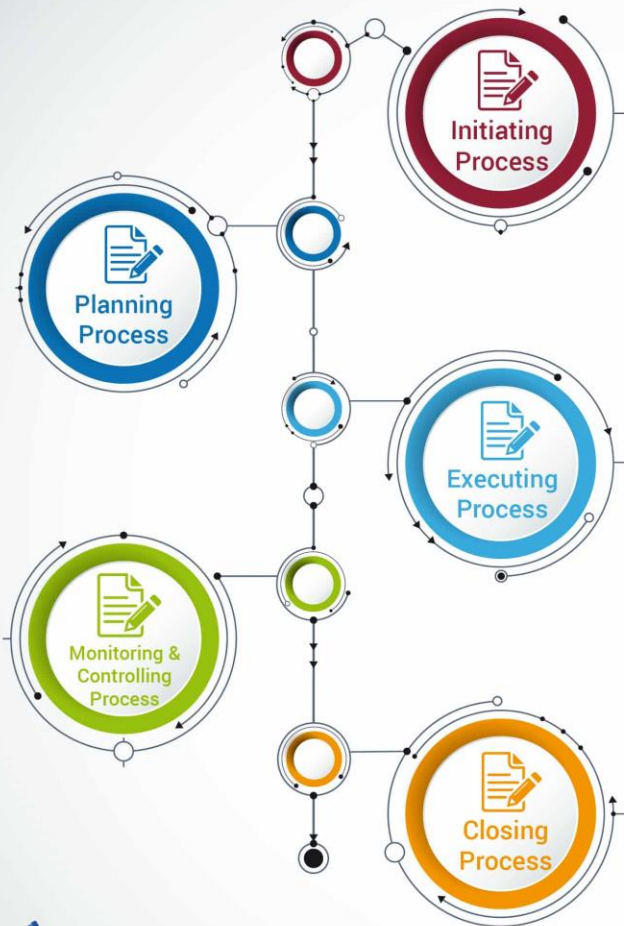 Initiating
Process
Planning
Process
Executing
Process
Monitoring &
Controlling
Process
Closing
Process